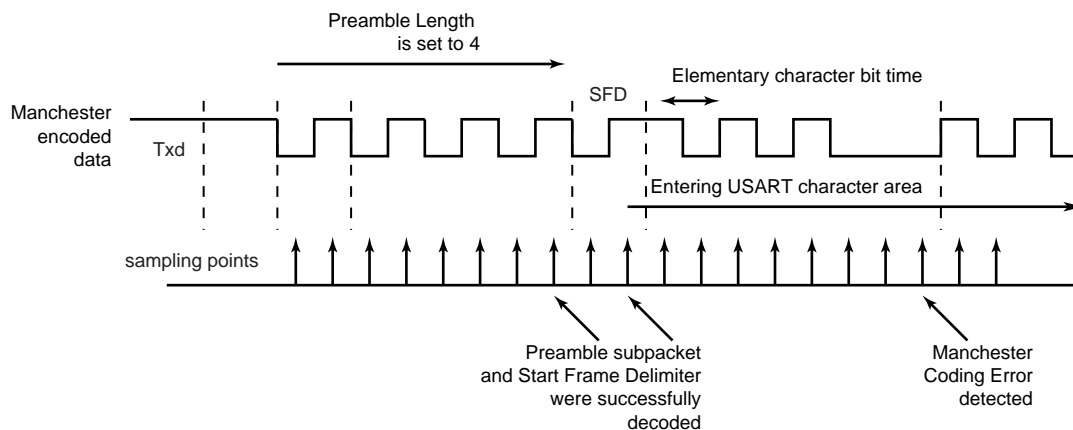 Preamble Length
is set to 4
Elementary character bit time
SFD
Manchester
encoded
data
Txd
Entering USART character area
sampling points
Preamble subpacket
and Start Frame Delimiter
were successfully
decoded
Manchester
Coding Error
detected